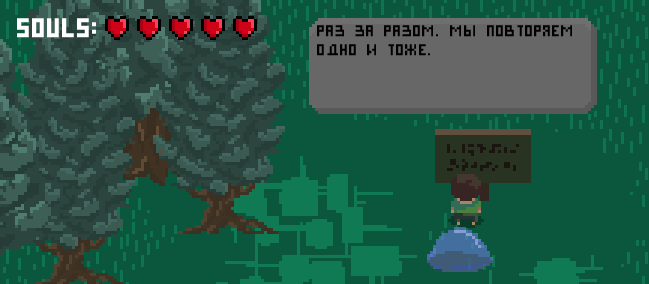 SOULS:
РАЗ ЗА РАЗОМ. МЫ ПОВТОРЯЕМ
ОДНО И ТОЖЕ.